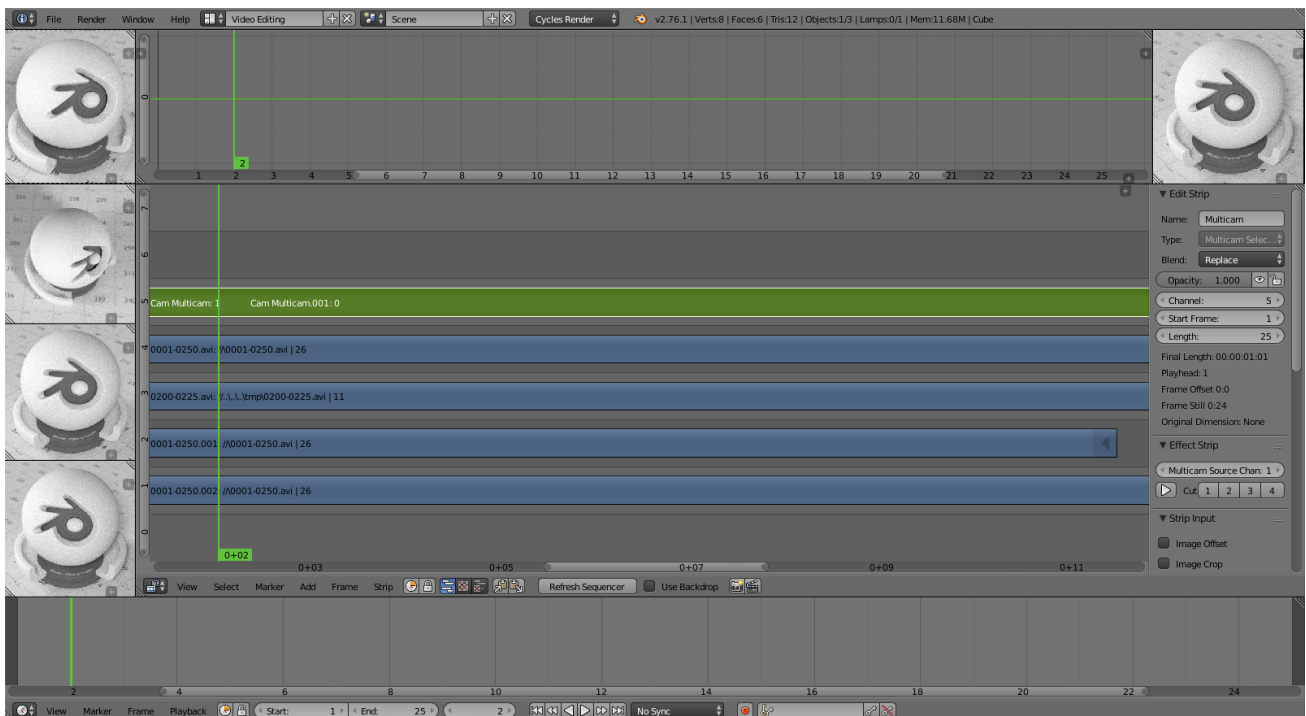 File Render Window Help Video Editing Scene Cycles Render v2.76.1 | Verts:8 | Faces:6 | Tris:12 | Objects:1/3 | Lamps:0/1 | Mem:11.68M | Cube
0
2
1 2 3 4 5 6 7 8 9 10 11 12 13 14 15 16 17 18 19 20 21 22 23 24 25
7
6
5 Cam Multicam: 1 Cam Multicam.001: 0
4 0001-0250.avi: //0001-0250.avi | 26
3 0200-0225.avi: //..\..\..\tmp\0200-0225.avi | 11
2 0001-0250.001: //0001-0250.avi | 26
1 0001-0250.002: //0001-0250.avi | 26
0
0+02
0+03 0+05 0+07 0+09 0+11
View Select Marker Add Frame Strip Refresh Sequencer Use Backdrop
Edit Strip
Name: Multicam
Type: Multicam Selec...
Blend: Replace
Opacity: 1.000
Channel: 5
Start Frame: 1
Length: 25
Final Length: 00:00:01:01
Playhead: 1
Frame Offset 0:0
Frame Still 0:24
Original Dimension: None
Effect Strip
Multicam Source Chan: 1
Cut 1 2 3 4
Strip Input
Image Offset
Image Crop
2 4 6 8 10 12 14 16 18 20 22 24
View Marker Frame Playback Start: 1 End: 25 2 No Sync